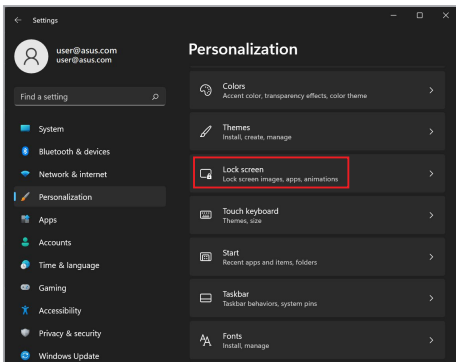 Settings
user@asus.com
user@asus.com
Find a setting
System
Bluetooth & devices
Network & internet
Personalization
Apps
Accounts
Time & language
Gaming
Accessibility
Privacy & security
Windows Update
Personalization
Colors
Accent color, transparency effects, color theme
Themes
Install, create, manage
Lock screen
Lock screen images, apps, animations
Touch keyboard
Themes, size
Start
Recent apps and items, folders
Taskbar
Taskbar behaviors, system pins
Fonts
Install, manage